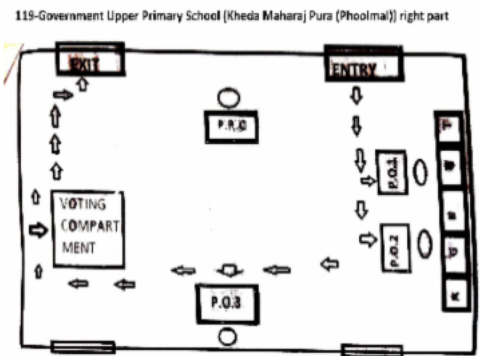 119-Government Upper Primary School (Kheda Maharaj Pura (Phoolmal)) right part
EXIT
ENTRY
P.R.O
P.O.1
VOTING
COMPART
MENT
P.O.2
P.O.3